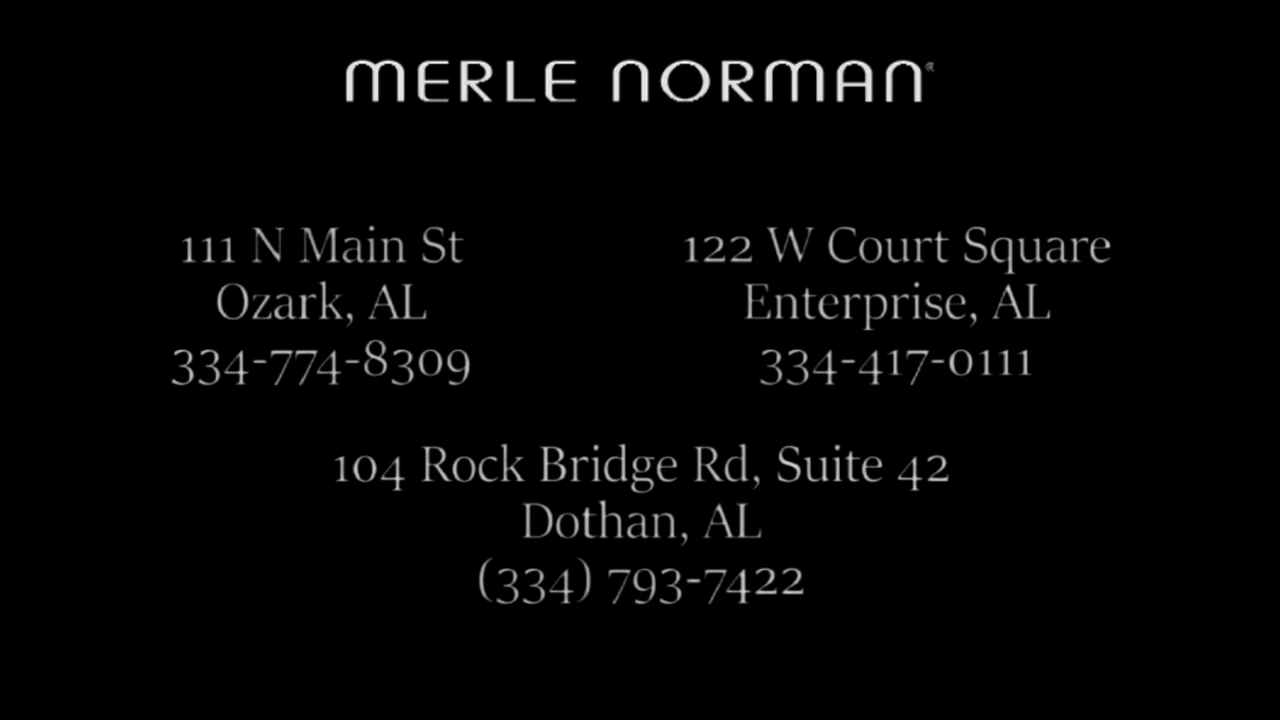 MERLE NORMAN®
111 N Main St
Ozark, AL
334-774-8309
122 W Court Square
Enterprise, AL
334-417-0111
104 Rock Bridge Rd, Suite 42
Dothan, AL
(334) 793-7422